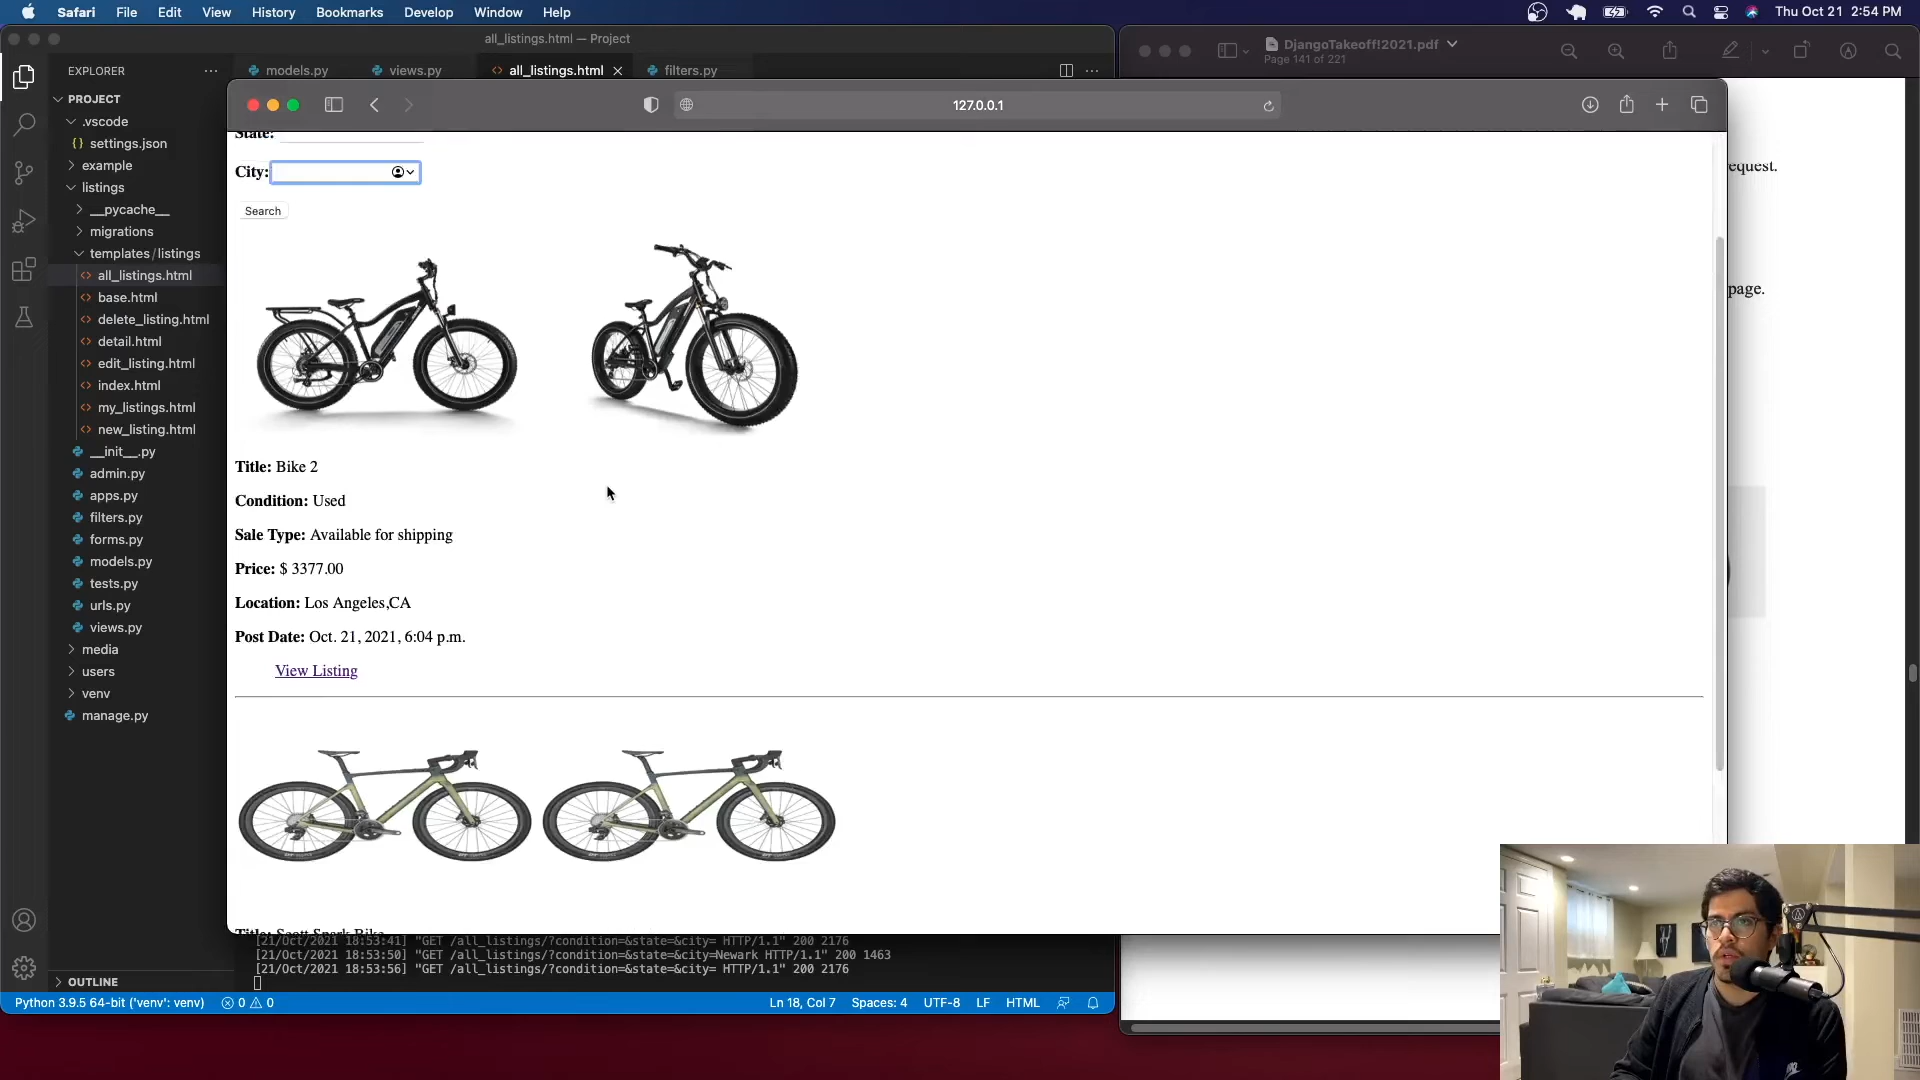 Safari File Edit View History Bookmarks Develop Window Help
Thu Oct 21 2:54 PM
all_listings.html — Project
DjangoTakeoff!2021.pdf
Page 141 of 221
EXPLORER
models.py
views.py
all_listings.html
filters.py
127.0.0.1
PROJECT
.vscode
settings.json
example
listings
__pycache__
migrations
templates/listings
all_listings.html
base.html
delete_listing.html
detail.html
edit_listing.html
index.html
my_listings.html
new_listing.html
__init__.py
admin.py
apps.py
filters.py
forms.py
models.py
tests.py
urls.py
views.py
media
users
venv
manage.py
OUTLINE
State:
City:
Search
Title: Bike 2
Condition: Used
Sale Type: Available for shipping
Price: $ 3377.00
Location: Los Angeles,CA
Post Date: Oct. 21, 2021, 6:04 p.m.
View Listing
Title: Scott Spark Bike
equest.
page.
[21/Oct/2021 18:53:41] "GET /all_listings/?condition=&state=&city= HTTP/1.1" 200 2176
[21/Oct/2021 18:53:50] "GET /all_listings/?condition=&state=&city=Newark HTTP/1.1" 200 1463
[21/Oct/2021 18:53:56] "GET /all_listings/?condition=&state=&city= HTTP/1.1" 200 2176
Python 3.9.5 64-bit ('venv': venv) 0 0
Ln 18, Col 7 Spaces: 4 UTF-8 LF HTML